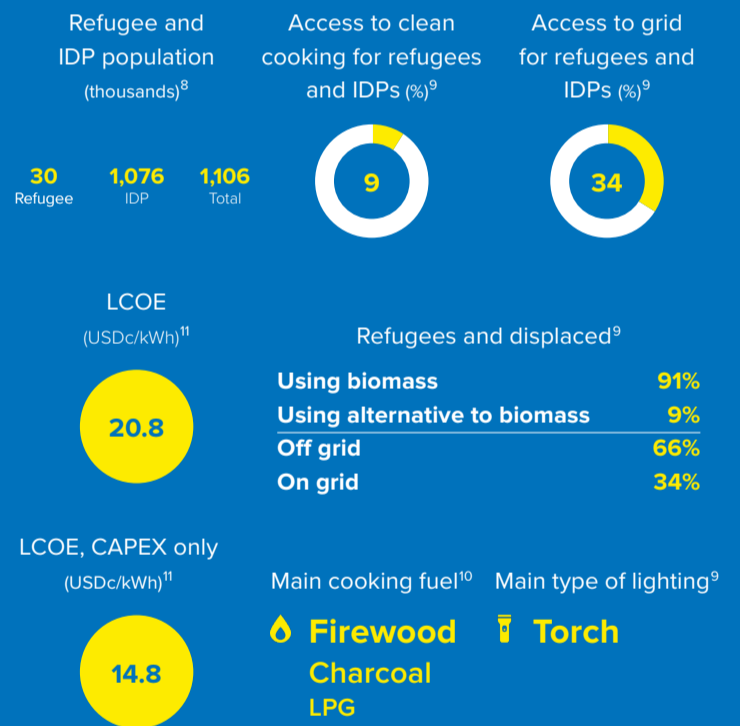 Refugee and
IDP population
(thousands)8
30 1,076 1,106
Refugee IDP Total
Access to clean
cooking for refugees
and IDPs (%)9
9
Access to grid
for refugees and
IDPs (%)9
34
LCOE
(USDc/kWh)11
20.8
Refugees and displaced9
Using biomass 91%
Using alternative to biomass 9%
Off grid 66%
On grid 34%
LCOE, CAPEX only
(USDc/kWh)11
14.8
Main cooking fuel10
Firewood
Charcoal
LPG
Main type of lighting9
Torch